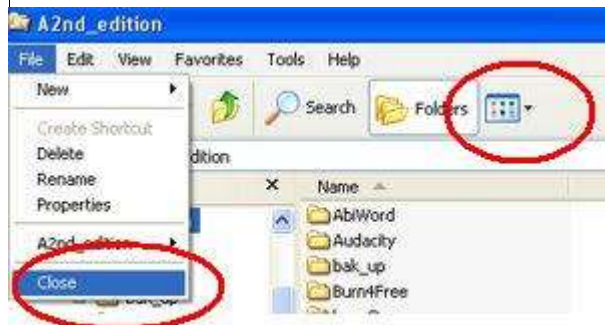 A2nd_edition
File Edit View Favorites Tools Help
New
Search Folders
Create Shortcut
Delete dition
Rename
Properties × Name
A2nd_edition AbiWord
Audacity
bak_up
Close Burn4Free
bak_up